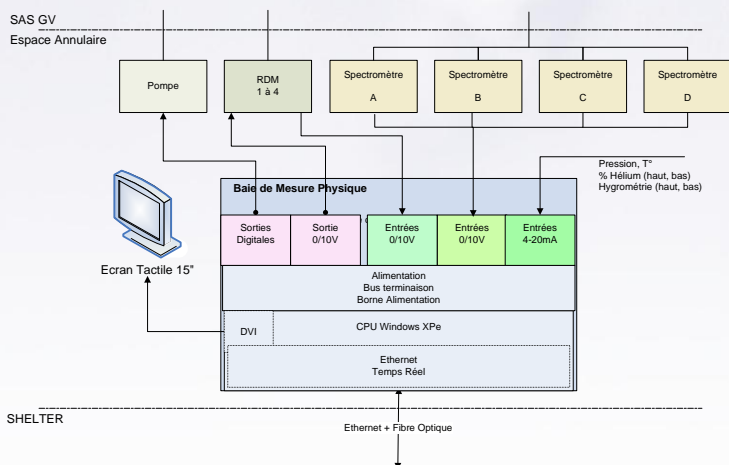 SAS GV
Espace Annulaire
Pompe
RDM
1 à 4
Spectromètre
A
Spectromètre
B
Spectromètre
C
Spectromètre
D
Pression, T°
% Hélium (haut, bas)
Hygrométrie (haut, bas)
Baie de Mesure Physique
Sorties
Digitales
Sortie
0/10V
Entrées
0/10V
Entrées
0/10V
Entrées
4-20mA
Ecran Tactile 15"
Alimentation
Bus terminaison
Borne Alimentation
DVI
CPU Windows XPe
Ethernet
Temps Réel
SHELTER
Ethernet + Fibre Optique